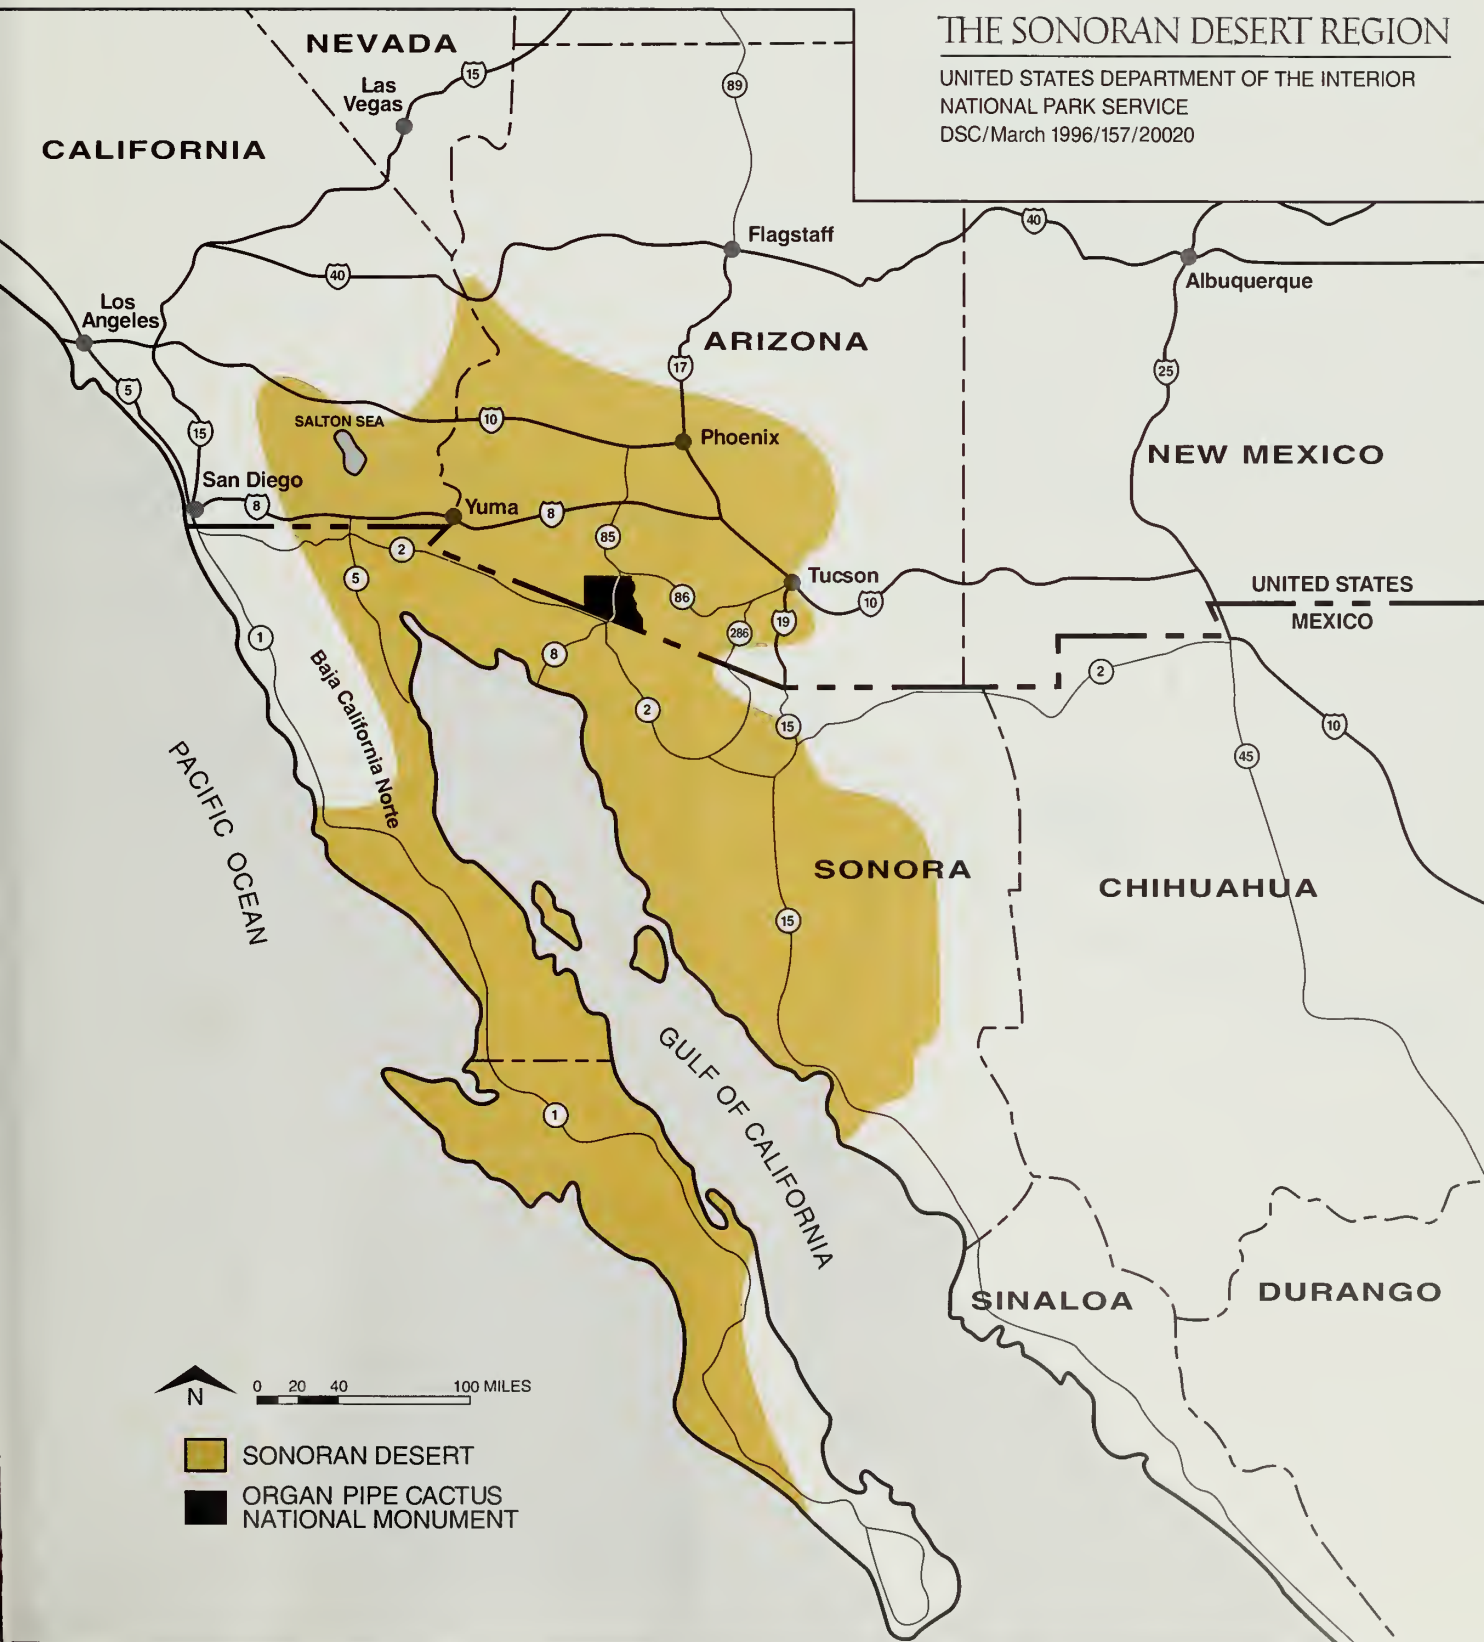 THE SONORAN DESERT REGION
UNITED STATES DEPARTMENT OF THE INTERIOR
NATIONAL PARK SERVICE
DSC/March 1996/157/20020
NEVADA
15
Las
Vegas
89
CALIFORNIA
Flagstaff
40
40
Albuquerque
Los
Angeles
ARIZONA
17
25
5
15
SALTON SEA
10
Phoenix
NEW MEXICO
San Diego
8
Yuma
8
85
2
5
86
Tucson
10
19
286
UNITED STATES
MEXICO
1
8
Baja California Norte
2
2
15
10
45
PACIFIC OCEAN
SONORA
CHIHUAHUA
15
GULF OF CALIFORNIA
1
SINALOA
DURANGO
N
0 20 40 100 MILES
SONORAN DESERT
ORGAN PIPE CACTUS
NATIONAL MONUMENT